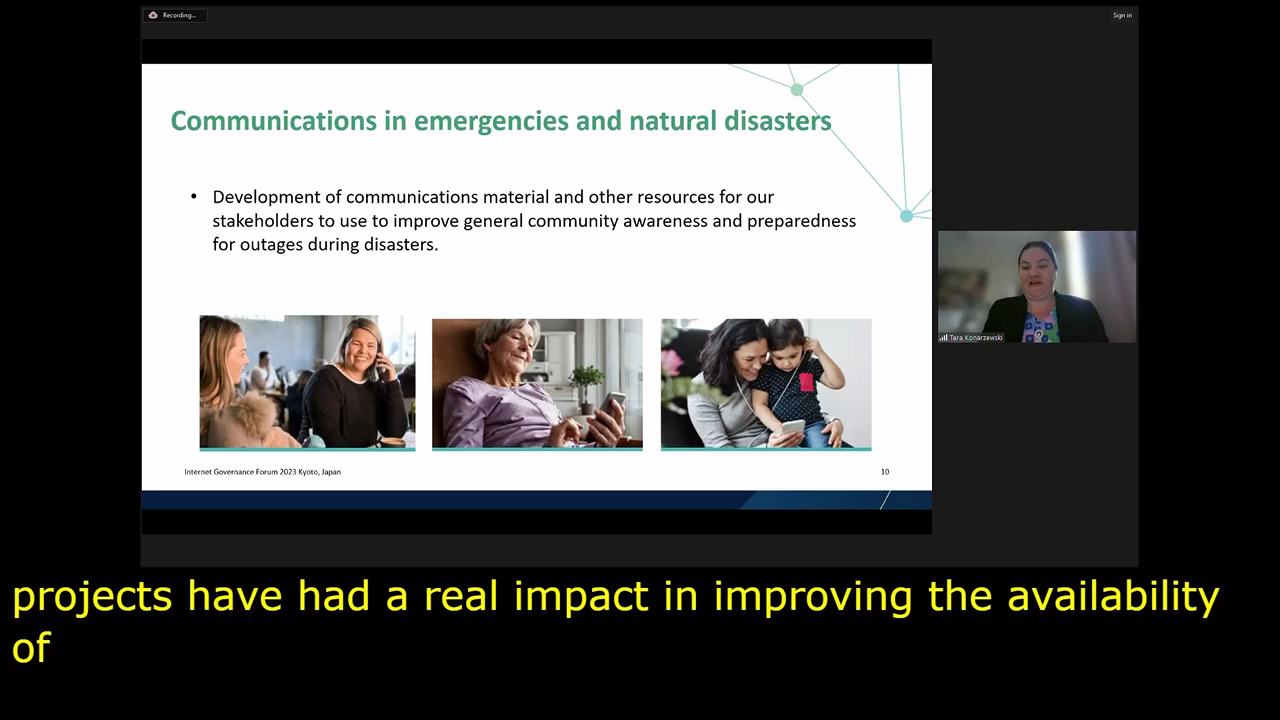 Recording...
Sign in
Communications in emergencies and natural disasters
• Development of communications material and other resources for our
stakeholders to use to improve general community awareness and preparedness
for outages during disasters.
Tara Konarzewski
Internet Governance Forum 2023 Kyoto, Japan
10
projects have had a real impact in improving the availability
of